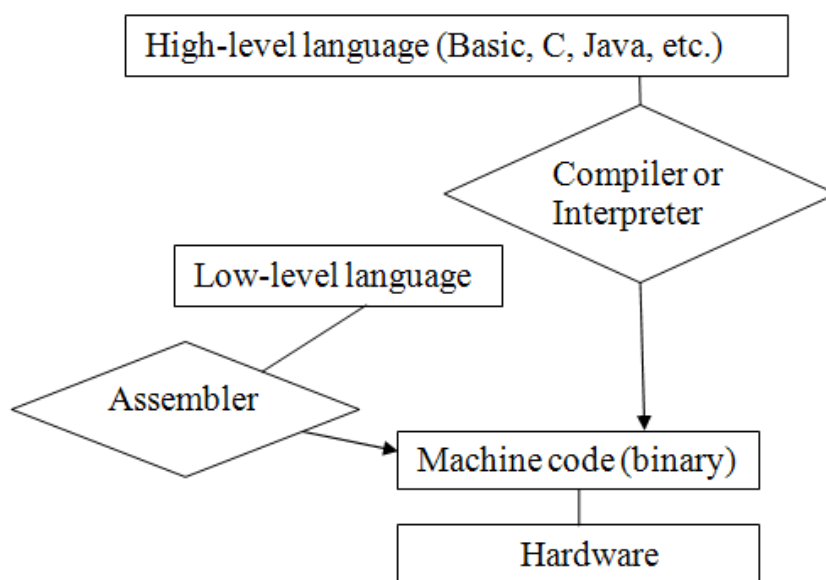 High-level language (Basic, C, Java, etc.)
Compiler or
Interpreter
Low-level language
Assembler
Machine code (binary)
Hardware